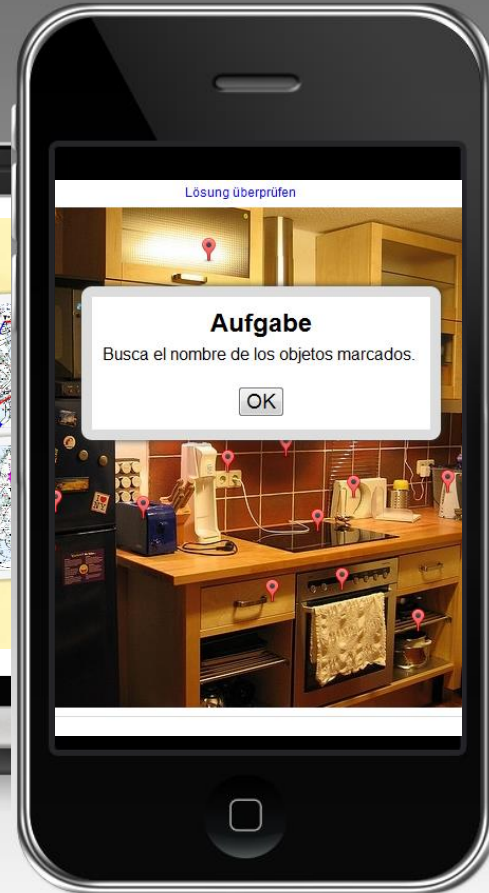 Lösung überprüfen
Aufgabe
Busca el nombre de los objetos marcados.
OK